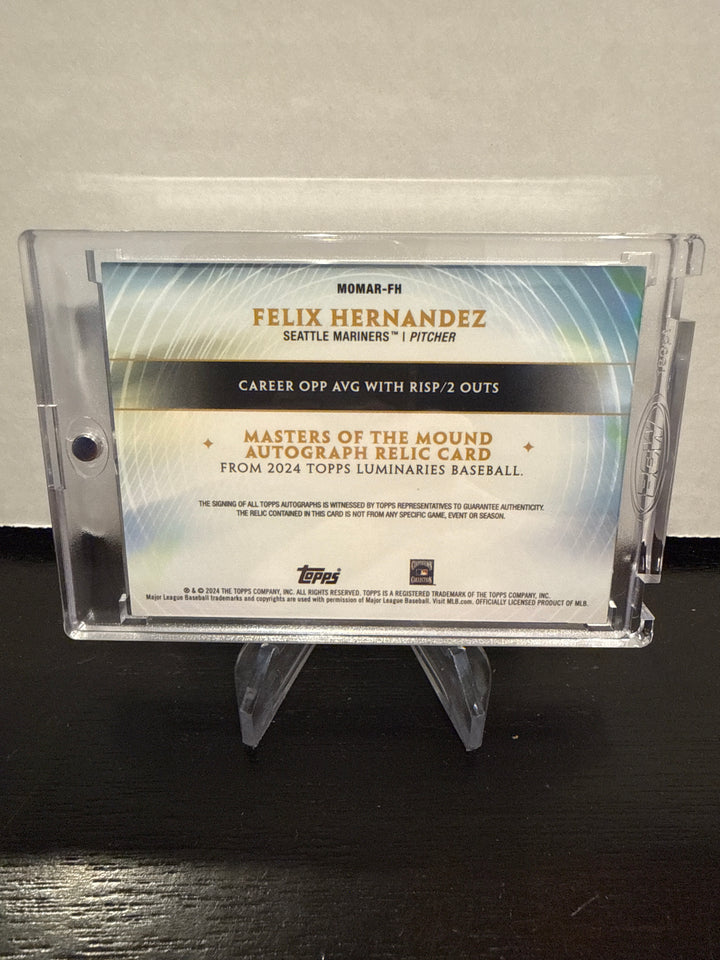 MOMAR-FH
FELIX HERNANDEZ
SEATTLE MARINERS™ | PITCHER
CAREER OPP AVG WITH RISP/2 OUTS
MASTERS OF THE MOUND
AUTOGRAPH RELIC CARD
FROM 2024 TOPPS LUMINARIES BASEBALL.
THE SIGNING OF ALL TOPPS AUTOGRAPHS IS WITNESSED BY TOPPS REPRESENTATIVES TO GUARANTEE AUTHENTICITY.
THE RELIC CONTAINED IN THIS CARD IS NOT FROM ANY SPECIFIC GAME, EVENT OR SEASON.
Topps
COOPERSTOWN
COLLECTION
® & © 2024 THE TOPPS COMPANY, INC. ALL RIGHTS RESERVED. TOPPS IS A REGISTERED TRADEMARK OF THE TOPPS COMPANY, INC.
Major League Baseball trademarks and copyrights are used with permission of Major League Baseball. Visit MLB.com. OFFICIALLY LICENSED PRODUCT OF MLB.